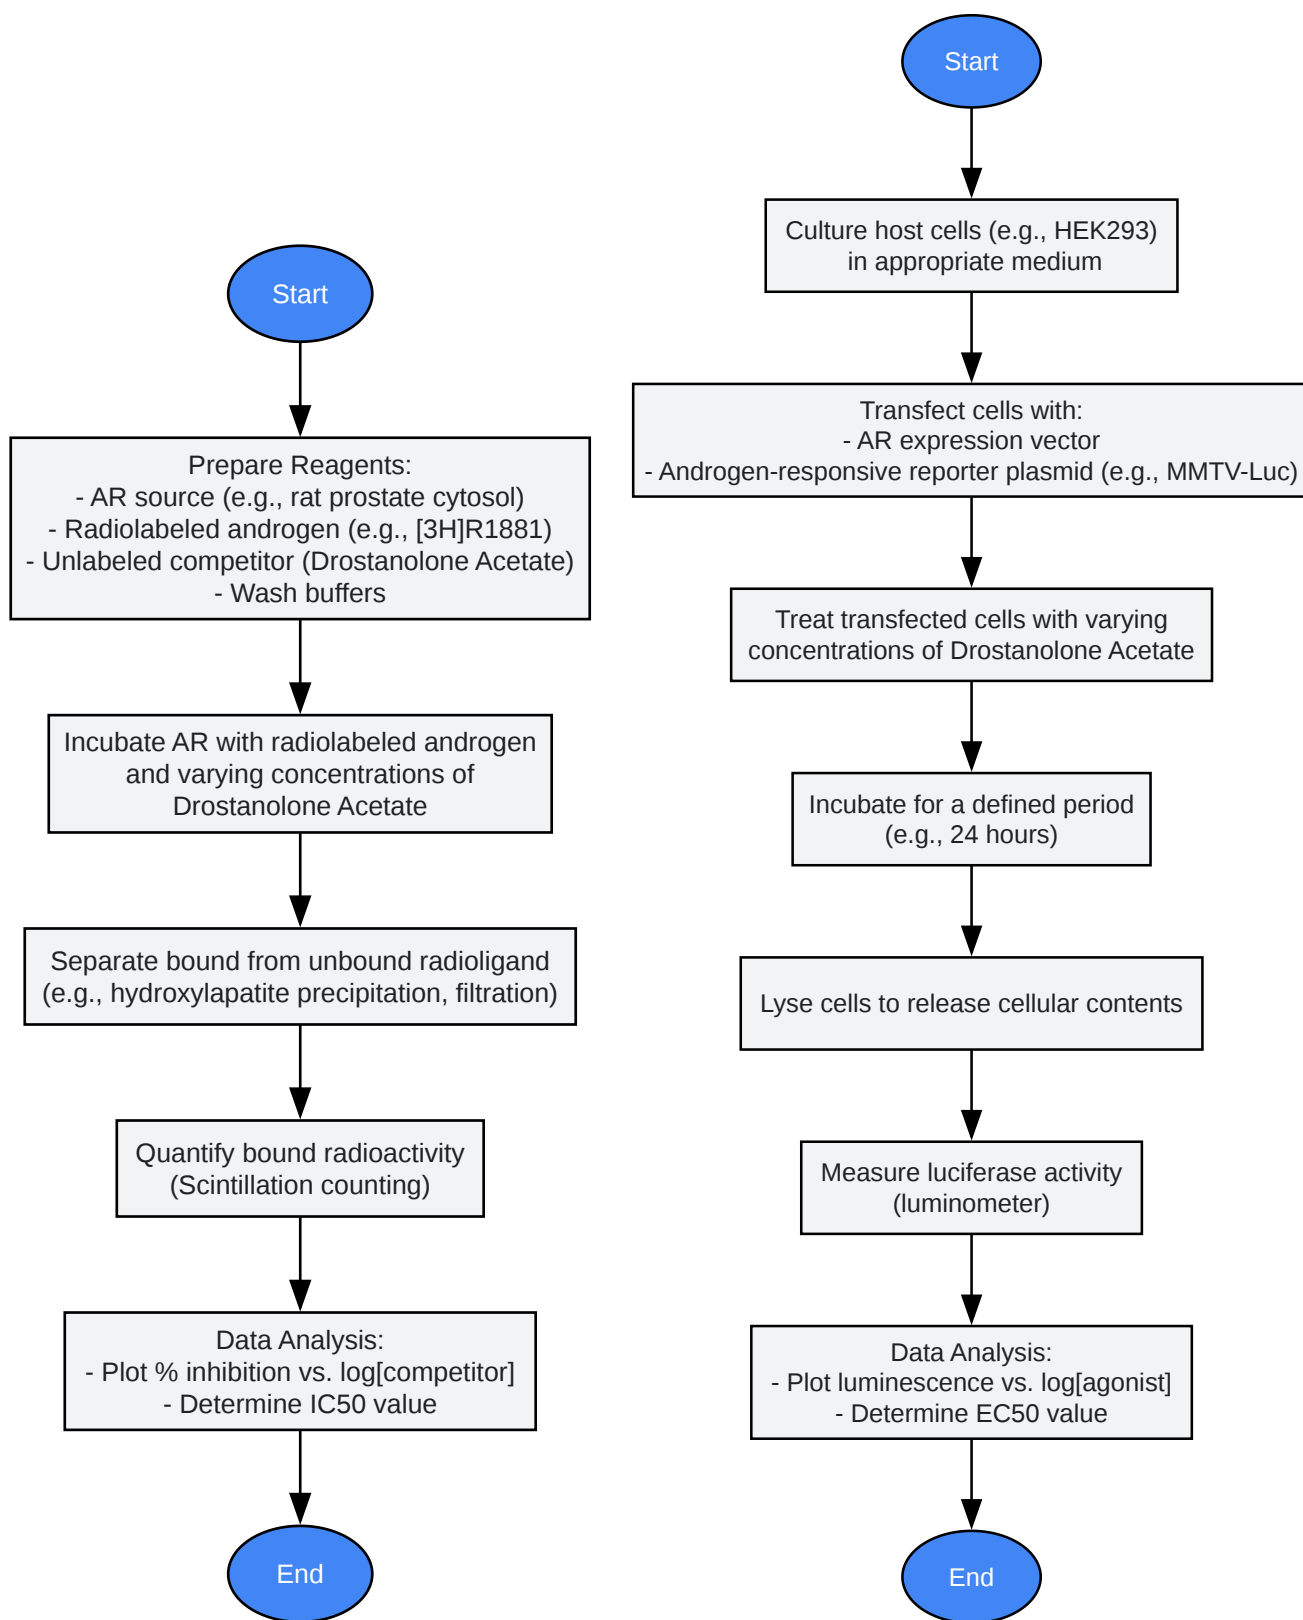 Start
Prepare Reagents:
- AR source (e.g., rat prostate cytosol)
- Radiolabeled androgen (e.g., [3H]R1881)
- Unlabeled competitor (Drostanolone Acetate)
- Wash buffers
Incubate AR with radiolabeled androgen
and varying concentrations of
Drostanolone Acetate
Separate bound from unbound radioligand
(e.g., hydroxylapatite precipitation, filtration)
Quantify bound radioactivity
(Scintillation counting)
Data Analysis:
- Plot % inhibition vs. log[competitor]
- Determine IC50 value
End
Start
Culture host cells (e.g., HEK293)
in appropriate medium
Transfect cells with:
- AR expression vector
- Androgen-responsive reporter plasmid (e.g., MMTV-Luc)
Treat transfected cells with varying
concentrations of Drostanolone Acetate
Incubate for a defined period
(e.g., 24 hours)
Lyse cells to release cellular contents
Measure luciferase activity
(luminometer)
Data Analysis:
- Plot luminescence vs. log[agonist]
- Determine EC50 value
End